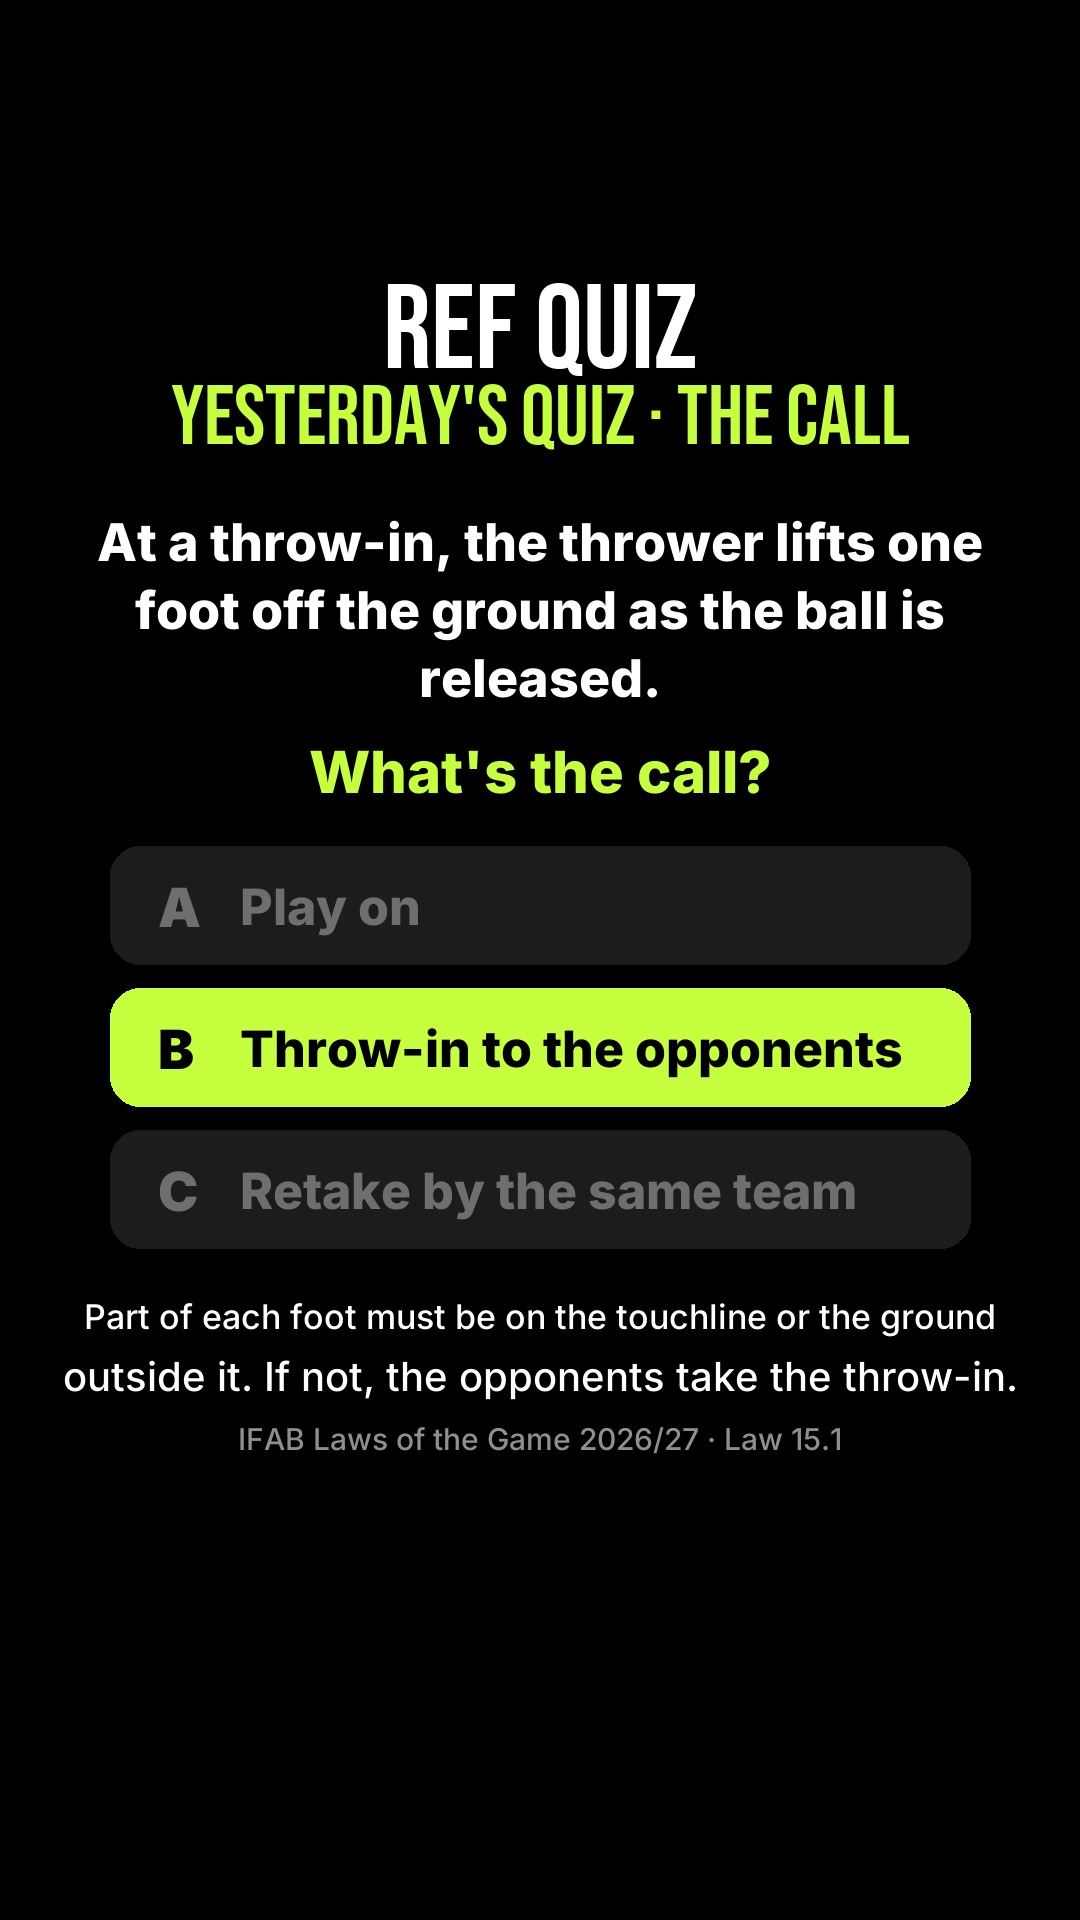 REF QUIZ
YESTERDAY'S QUIZ · THE CALL
At a throw-in, the thrower lifts one
foot off the ground as the ball is
released.
What's the call?
A Play on
B Throw-in to the opponents
C Retake by the same team
Part of each foot must be on the touchline or the ground
outside it. If not, the opponents take the throw-in.
IFAB Laws of the Game 2026/27 · Law 15.1